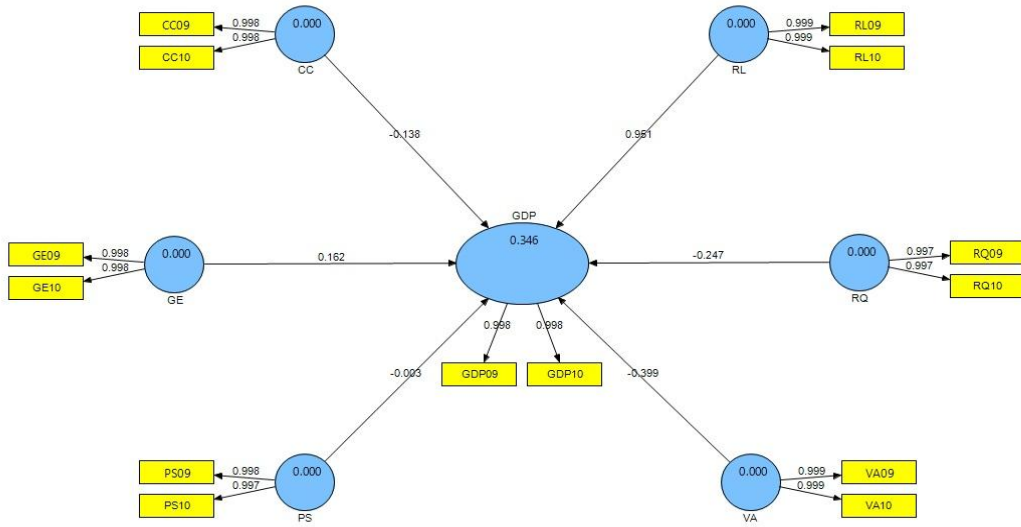 CC09
0.998
0.998
CC10
0.000
CC
0.000
RL
0.999
0.999
RL09
RL10
-0.138
0.951
GDP
0.346
GE09
0.998
0.998
GE10
0.000
GE
0.162
-0.247
0.000
RQ
0.997
0.997
RQ09
RQ10
0.998
0.998
GDP09
GDP10
-0.003
-0.399
PS09
0.998
0.997
PS10
0.000
PS
0.000
VA
0.999
0.999
VA09
VA10